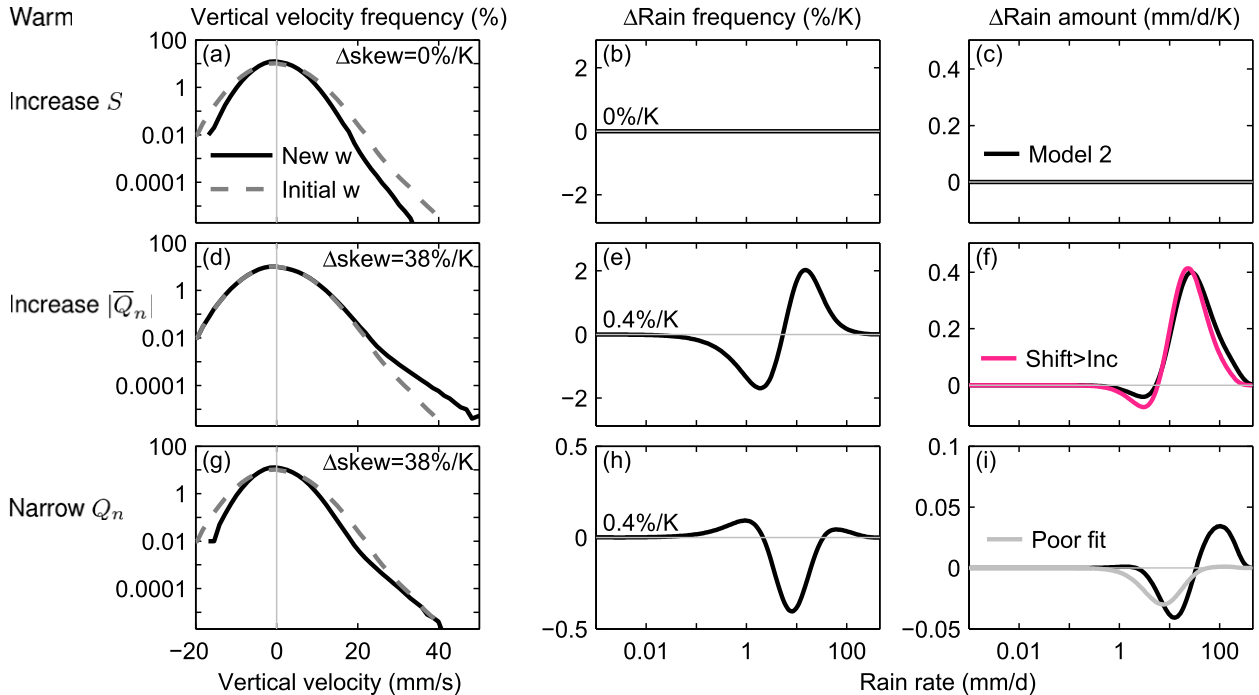 Warm
Vertical velocity frequency (%)
ΔRain frequency (%/K)
ΔRain amount (mm/d/K)
Increase S
100
1
0.01
0.0001
(a)
Δskew=0%/K
New w
Initial w
2
0
−2
(b)
0%/K
0.4
0.2
0
(c)
Model 2
Increase |Q̅n|
100
1
0.01
0.0001
(d)
Δskew=38%/K
2
0
−2
(e)
0.4%/K
0.4
0.2
0
(f)
Shift>Inc
Narrow Qn
100
1
0.01
0.0001
(g)
Δskew=38%/K
0.5
0
−0.5
(h)
0.4%/K
0.1
0.05
0
−0.05
(i)
Poor fit
−20 0 20 40
0.01 1 100
0.01 1 100
Vertical velocity (mm/s)
Rain rate (mm/d)